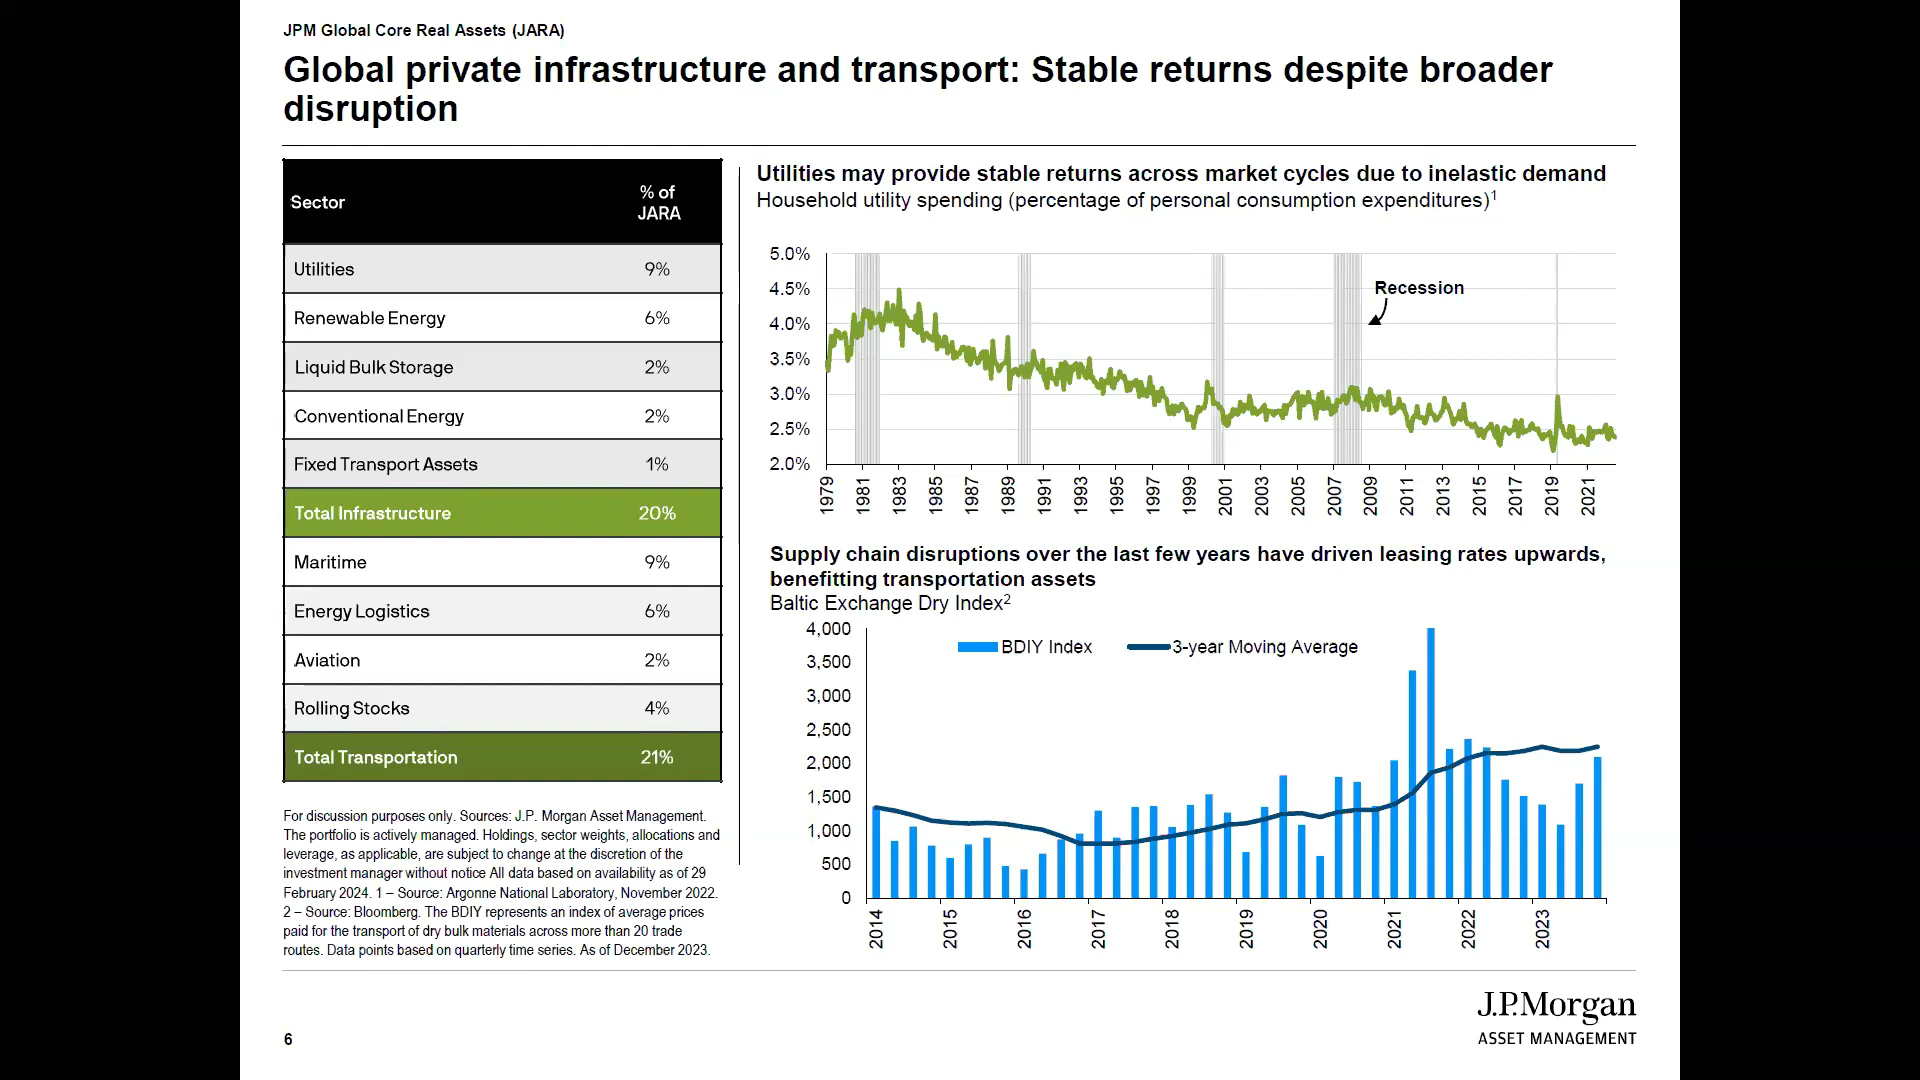 JPM Global Core Real Assets (JARA)
Global private infrastructure and transport: Stable returns despite broader
disruption
Sector % of JARA
Utilities 9%
Renewable Energy 6%
Liquid Bulk Storage 2%
Conventional Energy 2%
Fixed Transport Assets 1%
Total Infrastructure 20%
Maritime 9%
Energy Logistics 6%
Aviation 2%
Rolling Stocks 4%
Total Transportation 21%
For discussion purposes only. Sources: J.P. Morgan Asset Management.
The portfolio is actively managed. Holdings, sector weights, allocations and
leverage, as applicable, are subject to change at the discretion of the
investment manager without notice All data based on availability as of 29
February 2024. 1 – Source: Argonne National Laboratory, November 2022.
2 – Source: Bloomberg. The BDIY represents an index of average prices
paid for the transport of dry bulk materials across more than 20 trade
routes. Data points based on quarterly time series. As of December 2023.
Utilities may provide stable returns across market cycles due to inelastic demand
Household utility spending (percentage of personal consumption expenditures)1
5.0%
4.5%
4.0%
3.5%
3.0%
2.5%
2.0%
Recession
1979 1981 1983 1985 1987 1989 1991 1993 1995 1997 1999 2001 2003 2005 2007 2009 2011 2013 2015 2017 2019 2021
Supply chain disruptions over the last few years have driven leasing rates upwards,
benefitting transportation assets
Baltic Exchange Dry Index2
4,000
3,500
3,000
2,500
2,000
1,500
1,000
500
0
BDIY Index 3-year Moving Average
2014 2015 2016 2017 2018 2019 2020 2021 2022 2023
J.P.Morgan
ASSET MANAGEMENT
6